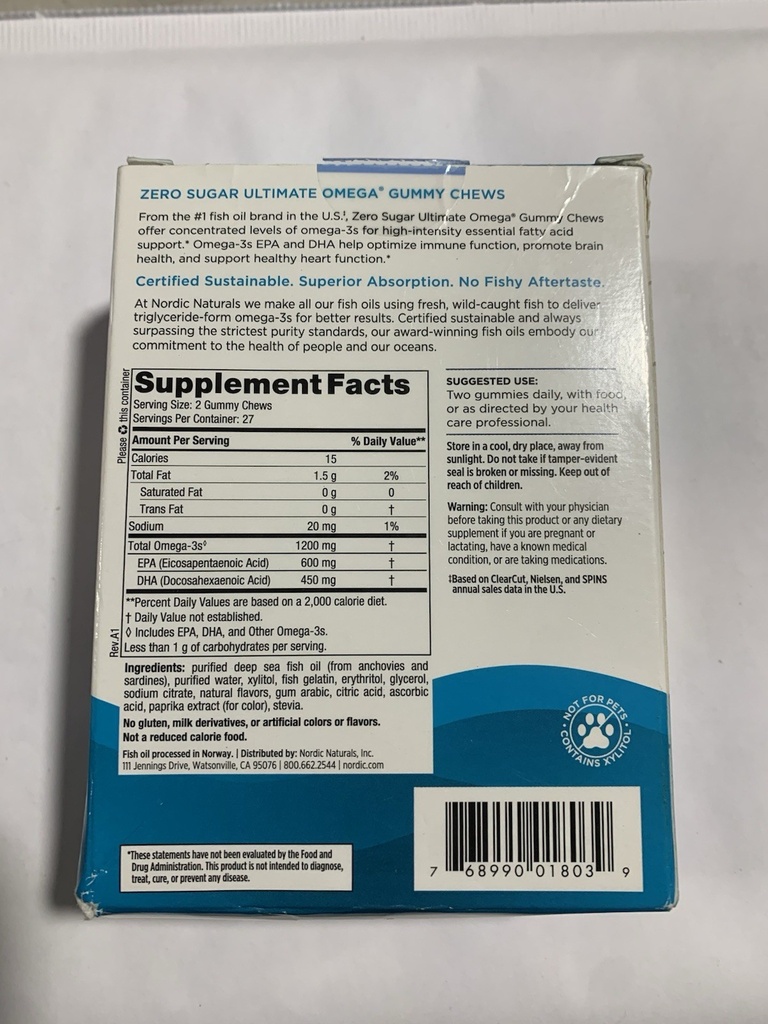 ZERO SUGAR ULTIMATE OMEGA® GUMMY CHEWS
From the #1 fish oil brand in the U.S.‡, Zero Sugar Ultimate Omega® Gummy Chews
offer concentrated levels of omega-3s for high-intensity essential fatty acid
support.* Omega-3s EPA and DHA help optimize immune function, promote brain
health, and support healthy heart function.*
Certified Sustainable. Superior Absorption. No Fishy Aftertaste.
At Nordic Naturals we make all our fish oils using fresh, wild-caught fish to deliver
triglyceride-form omega-3s for better results. Certified sustainable and always
surpassing the strictest purity standards, our award-winning fish oils embody our
commitment to the health of people and our oceans.
Please ♻ this container
Rev.A1
Supplement Facts
Serving Size: 2 Gummy Chews
Servings Per Container: 27
Amount Per Serving % Daily Value**
Calories 15
Total Fat 1.5 g 2%
Saturated Fat 0 g 0
Trans Fat 0 g †
Sodium 20 mg 1%
Total Omega-3s◊ 1200 mg †
EPA (Eicosapentaenoic Acid) 600 mg †
DHA (Docosahexaenoic Acid) 450 mg †
**Percent Daily Values are based on a 2,000 calorie diet.
† Daily Value not established.
◊ Includes EPA, DHA, and Other Omega-3s.
Less than 1 g of carbohydrates per serving.
Ingredients: purified deep sea fish oil (from anchovies and
sardines), purified water, xylitol, fish gelatin, erythritol, glycerol,
sodium citrate, natural flavors, gum arabic, citric acid, ascorbic
acid, paprika extract (for color), stevia.
No gluten, milk derivatives, or artificial colors or flavors.
Not a reduced calorie food.
Fish oil processed in Norway. | Distributed by: Nordic Naturals, Inc.
111 Jennings Drive, Watsonville, CA 95076 | 800.662.2544 | nordic.com
SUGGESTED USE:
Two gummies daily, with food,
or as directed by your health
care professional.
Store in a cool, dry place, away from
sunlight. Do not take if tamper-evident
seal is broken or missing. Keep out of
reach of children.
Warning: Consult with your physician
before taking this product or any dietary
supplement if you are pregnant or
lactating, have a known medical
condition, or are taking medications.
‡Based on ClearCut, Nielsen, and SPINS
annual sales data in the U.S.
• NOT FOR PETS •
CONTAINS XYLITOL
*These statements have not been evaluated by the Food and
Drug Administration. This product is not intended to diagnose,
treat, cure, or prevent any disease.
7 68990 01803 9